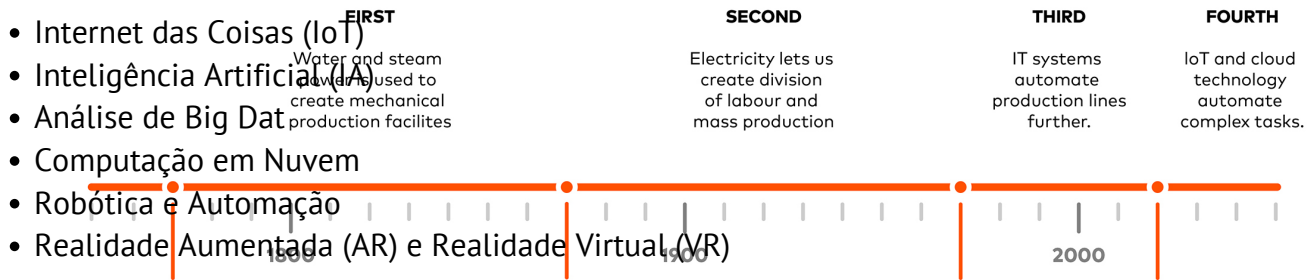 • Internet das Coisas (IoT)
• Inteligência Artificial (IA)
• Análise de Big Dat
• Computação em Nuvem
• Robótica e Automação
• Realidade Aumentada (AR) e Realidade Virtual (VR)
FIRST
Water and steam
power is used to
create mechanical
production facilites
SECOND
Electricity lets us
create division
of labour and
mass production
THIRD
IT systems
automate
production lines
further.
FOURTH
IoT and cloud
technology
automate
complex tasks.
1800
1900
2000